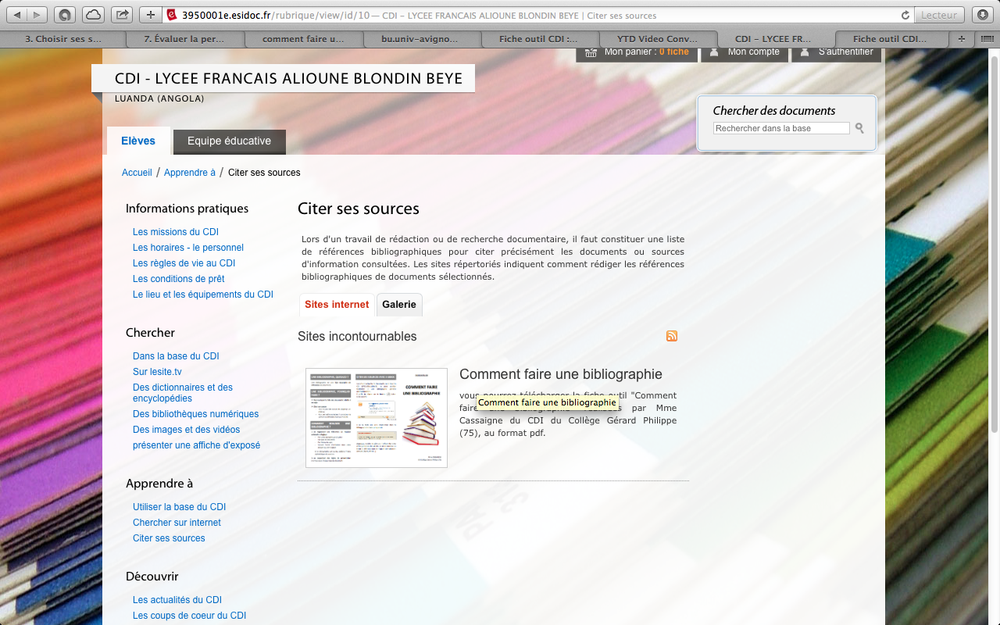 3950001e.esidoc.fr/rubrique/view/id/10 — CDI – LYCEE FRANCAIS ALIOUNE BLONDIN BEYE | Citer ses sources
Lecteur
3. Choisir ses s...
7. Évaluer la per...
comment faire u...
bu.univ-avigno...
Fiche outil CDI :...
YTD Video Conv...
CDI – LYCEE FR...
Fiche outil CDI...
Mon panier : 0 fiche
Mon compte
S'authentifier
CDI - LYCEE FRANCAIS ALIOUNE BLONDIN BEYE
LUANDA (ANGOLA)
Chercher des documents
Rechercher dans la base
Elèves
Equipe éducative
Accueil / Apprendre à / Citer ses sources
Informations pratiques
Les missions du CDI
Les horaires - le personnel
Les règles de vie au CDI
Les conditions de prêt
Le lieu et les équipements du CDI
Chercher
Dans la base du CDI
Sur lesite.tv
Des dictionnaires et des
encyclopédies
Des bibliothèques numériques
Des images et des vidéos
présenter une affiche d'exposé
Apprendre à
Utiliser la base du CDI
Chercher sur internet
Citer ses sources
Découvrir
Les actualités du CDI
Les coups de coeur du CDI
Citer ses sources
Lors d'un travail de rédaction ou de recherche documentaire, il faut constituer une liste
de références bibliographiques pour citer précisément les documents ou sources
d'information consultées. Les sites répertoriés indiquent comment rédiger les références
bibliographiques de documents sélectionnés.
Sites internet
Galerie
Sites incontournables
COMMENT FAIRE
UNE BIBLIOGRAPHIE
Comment faire une bibliographie
vous pourrez télécharger la fiche outil "Comment
faire
Comment faire une bibliographie
par Mme
Cassaigne du CDI du Collège Gérard Philippe
(75), au format pdf.